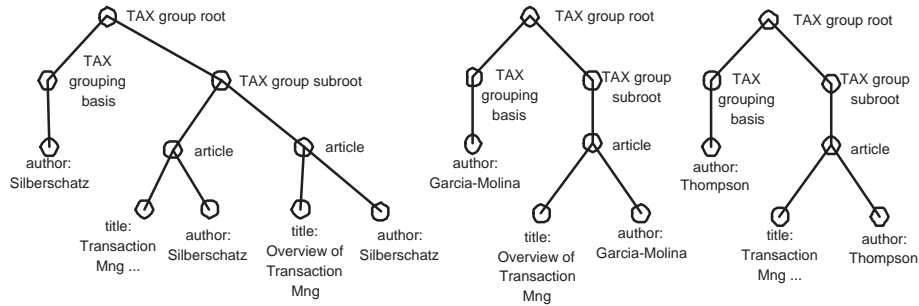 TAX group root
TAX
grouping
basis
TAX group subroot
author:
Silberschatz
article
article
title:
Transaction
Mng ...
author:
Silberschatz
title:
Overview of
Transaction
Mng
author:
Silberschatz
TAX group root
TAX
grouping
basis
TAX group
subroot
author:
Garcia-Molina
article
title:
Overview of
Transaction
Mng
author:
Garcia-Molina
TAX group root
TAX
grouping
basis
TAX group
subroot
author:
Thompson
article
title:
Transaction
Mng ...
author:
Thompson